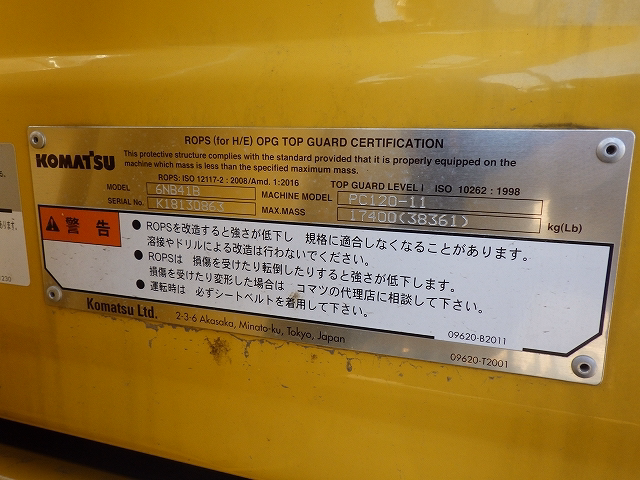 ROPS (for H/E) OPG TOP GUARD CERTIFICATION
KOMATSU
This protective structure complies with the standard provided that it is properly equipped on the
machine which mass is less than the specified maximum mass.
ROPS: ISO 12117-2 : 2008/Amd. 1:2016
TOP GUARD LEVEL I ISO 10262 : 1998
MODEL 6NB41B
MACHINE MODEL PC120-11
SERIAL No. K18130863
MAX.MASS 17400(38361) kg(Lb)
警告
● ROPSを改造すると強さが低下し 規格に適合しなくなることがあります。
溶接やドリルによる改造は行わないでください。
● ROPSは 損傷を受けたり転倒したりすると強さが低下します。
損傷を受けたり変形した場合は コマツの代理店に相談して下さい。
● 運転時は 必ずシートベルトを着用して下さい。
09620-B2011
Komatsu Ltd. 2-3-6 Akasaka, Minato-ku, Tokyo, Japan
09620-T2001